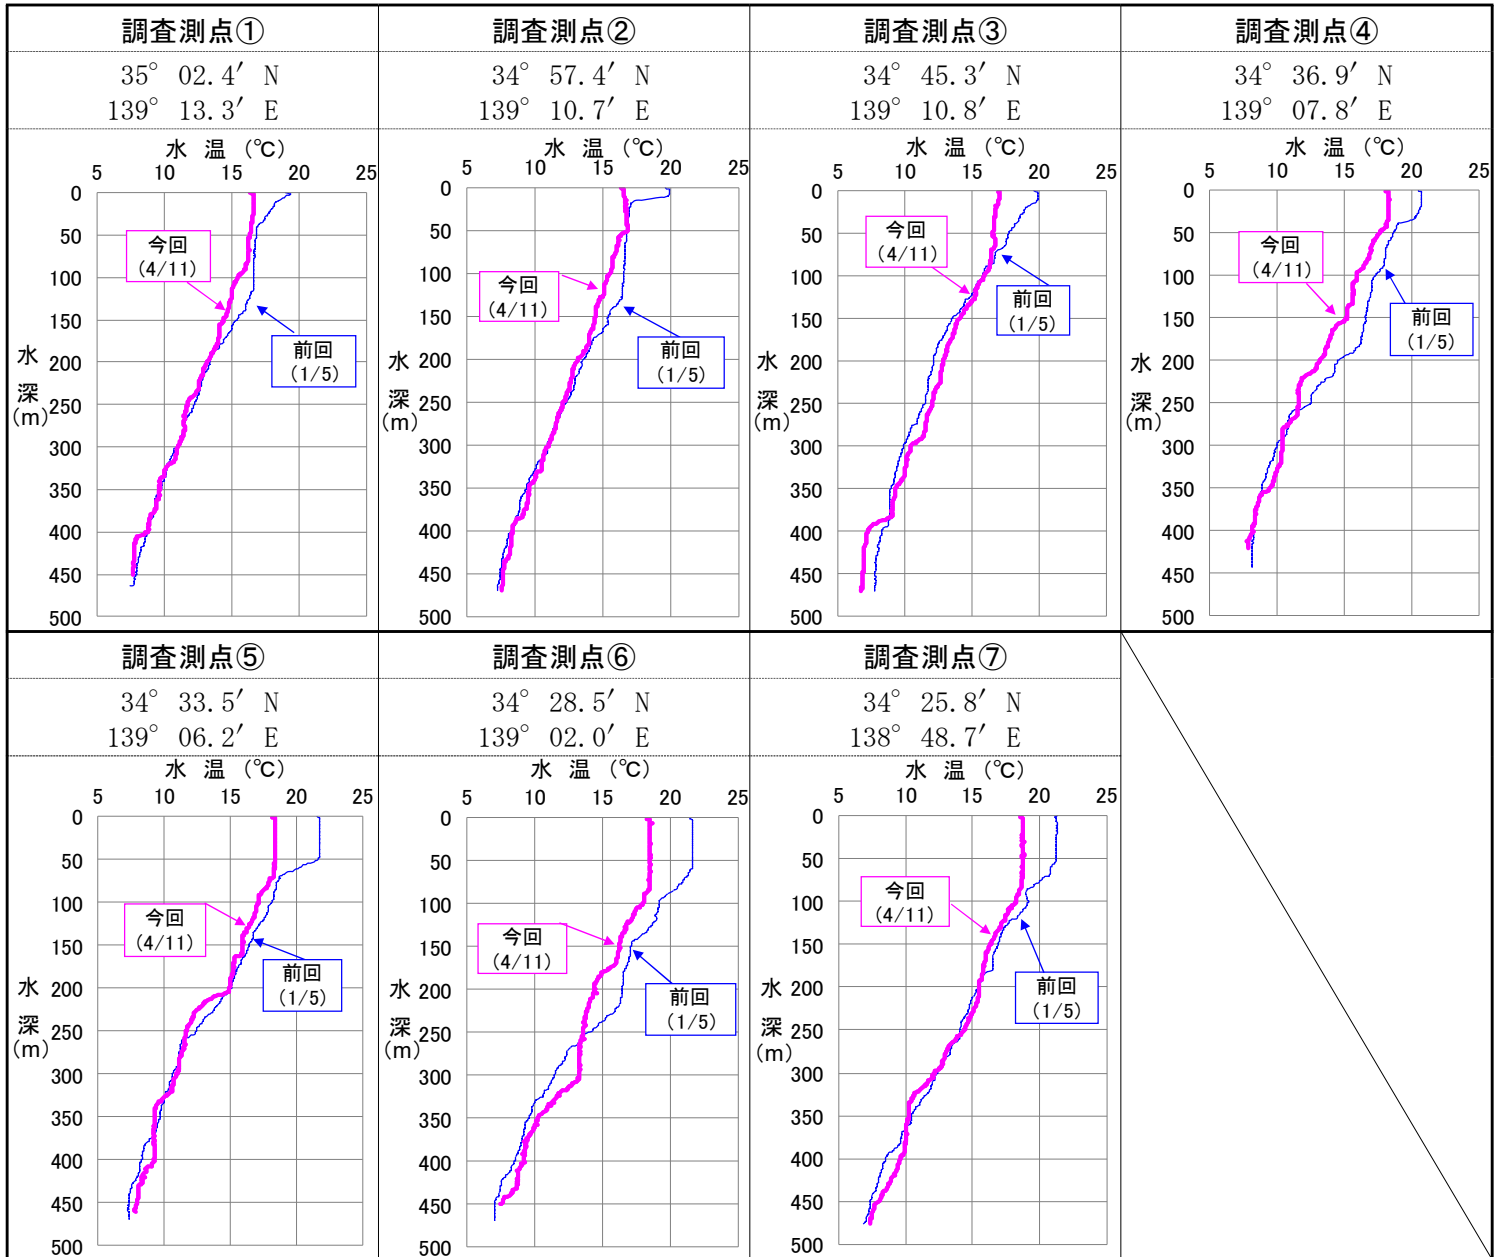 調査測点①
35° 02.4′ N
139° 13.3′ E
水 温 (℃)
5 10 15 20 25
0
50
100
150
200
250
300
350
400
450
500
水深(m)
今回
(4/11)
前回
(1/5)
調査測点②
34° 57.4′ N
139° 10.7′ E
水 温 (℃)
5 10 15 20 25
0
50
100
150
200
250
300
350
400
450
500
水深(m)
今回
(4/11)
前回
(1/5)
調査測点③
34° 45.3′ N
139° 10.8′ E
水 温 (℃)
5 10 15 20 25
0
50
100
150
200
250
300
350
400
450
500
水深(m)
今回
(4/11)
前回
(1/5)
調査測点④
34° 36.9′ N
139° 07.8′ E
水 温 (℃)
5 10 15 20 25
0
50
100
150
200
250
300
350
400
450
500
水深(m)
今回
(4/11)
前回
(1/5)
調査測点⑤
34° 33.5′ N
139° 06.2′ E
水 温 (℃)
5 10 15 20 25
0
50
100
150
200
250
300
350
400
450
500
水深(m)
今回
(4/11)
前回
(1/5)
調査測点⑥
34° 28.5′ N
139° 02.0′ E
水 温 (℃)
5 10 15 20 25
0
50
100
150
200
250
300
350
400
450
500
水深(m)
今回
(4/11)
前回
(1/5)
調査測点⑦
34° 25.8′ N
138° 48.7′ E
水 温 (℃)
5 10 15 20 25
0
50
100
150
200
250
300
350
400
450
500
水深(m)
今回
(4/11)
前回
(1/5)